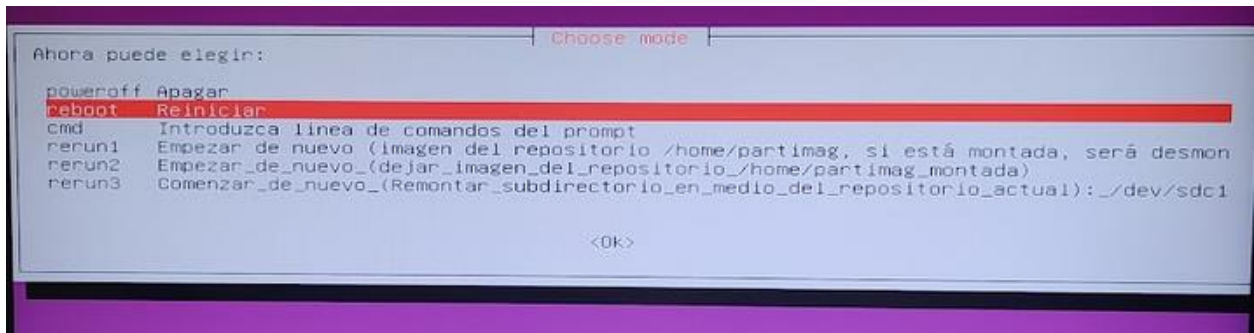 Choose mode
Ahora puede elegir:
poweroff Apagar
reboot Reiniciar
cmd Introduzca linea de comandos del prompt
rerun1 Empezar de nuevo (imagen del repositorio /home/partimag, si está montada, será desmon
rerun2 Empezar_de_nuevo_(dejar_imagen_del_repositorio_/home/partimag_montada)
rerun3 Comenzar_de_nuevo_(Remontar_subdirectorio_en_medio_del_repositorio_actual):_/dev/sdc1
<Ok>